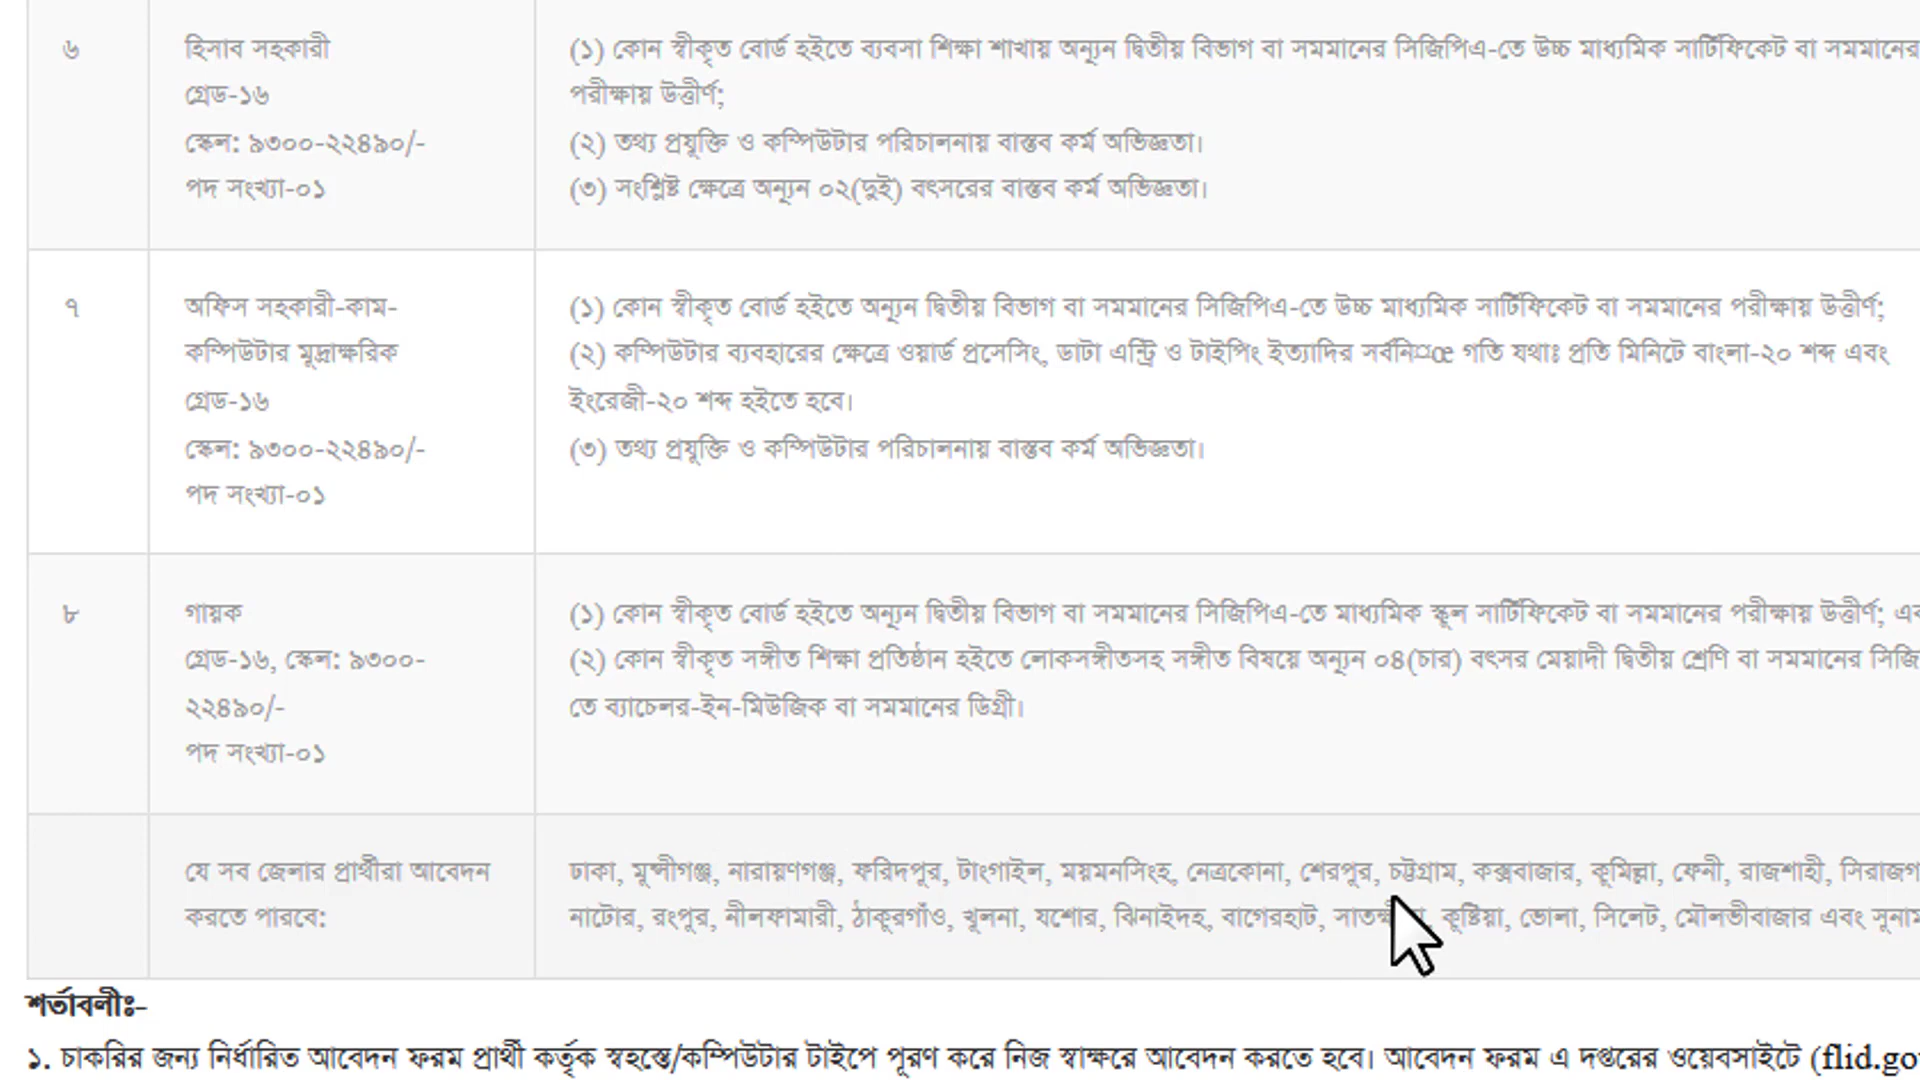 ৬
হিসাব সহকারী
গ্রেড-১৬
স্কেল: ৯৩০০-২২৪৯০/-
পদ সংখ্যা-০১
(১) কোন স্বীকৃত বোর্ড হইতে ব্যবসা শিক্ষা শাখায় অন্যূন দ্বিতীয় বিভাগ বা সমমানের সিজিপিএ-তে উচ্চ মাধ্যমিক সার্টিফিকেট বা সমমানের
পরীক্ষায় উত্তীর্ণ;
(২) তথ্য প্রযুক্তি ও কম্পিউটার পরিচালনায় বাস্তব কর্ম অভিজ্ঞতা।
(৩) সংশ্লিষ্ট ক্ষেত্রে অন্যূন ০২(দুই) বৎসরের বাস্তব কর্ম অভিজ্ঞতা।
৭
অফিস সহকারী-কাম-
কম্পিউটার মুদ্রাক্ষরিক
গ্রেড-১৬
স্কেল: ৯৩০০-২২৪৯০/-
পদ সংখ্যা-০১
(১) কোন স্বীকৃত বোর্ড হইতে অন্যূন দ্বিতীয় বিভাগ বা সমমানের সিজিপিএ-তে উচ্চ মাধ্যমিক সার্টিফিকেট বা সমমানের পরীক্ষায় উত্তীর্ণ;
(২) কম্পিউটার ব্যবহারের ক্ষেত্রে ওয়ার্ড প্রসেসিং, ডাটা এন্ট্রি ও টাইপিং ইত্যাদির সর্বনি¤œ গতি যথাঃ প্রতি মিনিটে বাংলা-২০ শব্দ এবং
ইংরেজী-২০ শব্দ হইতে হবে।
(৩) তথ্য প্রযুক্তি ও কম্পিউটার পরিচালনায় বাস্তব কর্ম অভিজ্ঞতা।
৮
গায়ক
গ্রেড-১৬, স্কেল: ৯৩০০-
২২৪৯০/-
পদ সংখ্যা-০১
(১) কোন স্বীকৃত বোর্ড হইতে অন্যূন দ্বিতীয় বিভাগ বা সমমানের সিজিপিএ-তে মাধ্যমিক স্কুল সার্টিফিকেট বা সমমানের পরীক্ষায় উত্তীর্ণ;
(২) কোন স্বীকৃত সঙ্গীত শিক্ষা প্রতিষ্ঠান হইতে লোকসঙ্গীতসহ সঙ্গীত বিষয়ে অন্যূন ০৪(চার) বৎসর মেয়াদী দ্বিতীয় শ্রেণি বা সমমানের
তে ব্যাচেলর-ইন-মিউজিক বা সমমানের ডিগ্রী।
যে সব জেলার প্রার্থীরা আবেদন
করতে পারবে:
ঢাকা, মুন্সীগঞ্জ, নারায়ণগঞ্জ, ফরিদপুর, টাংগাইল, ময়মনসিংহ, নেত্রকোনা, শেরপুর, চট্টগ্রাম, কক্সবাজার, কুমিল্লা, ফেনী, রাজশাহী,
নাটোর, রংপুর, নীলফামারী, ঠাকুরগাঁও, খুলনা, যশোর, ঝিনাইদহ, বাগেরহাট, কুষ্টিয়া, ভোলা, সিলেট, মৌলভীবাজার এবং
শর্তাবলীঃ-
১. চাকরির জন্য নির্ধারিত আবেদন ফরম প্রার্থী কর্তৃক স্বহস্তে/কম্পিউটার টাইপে পূরণ করে নিজ স্বাক্ষরে আবেদন করতে হবে। আবেদন ফরম এ দপ্তরের ওয়েবসাইটে (flid.go